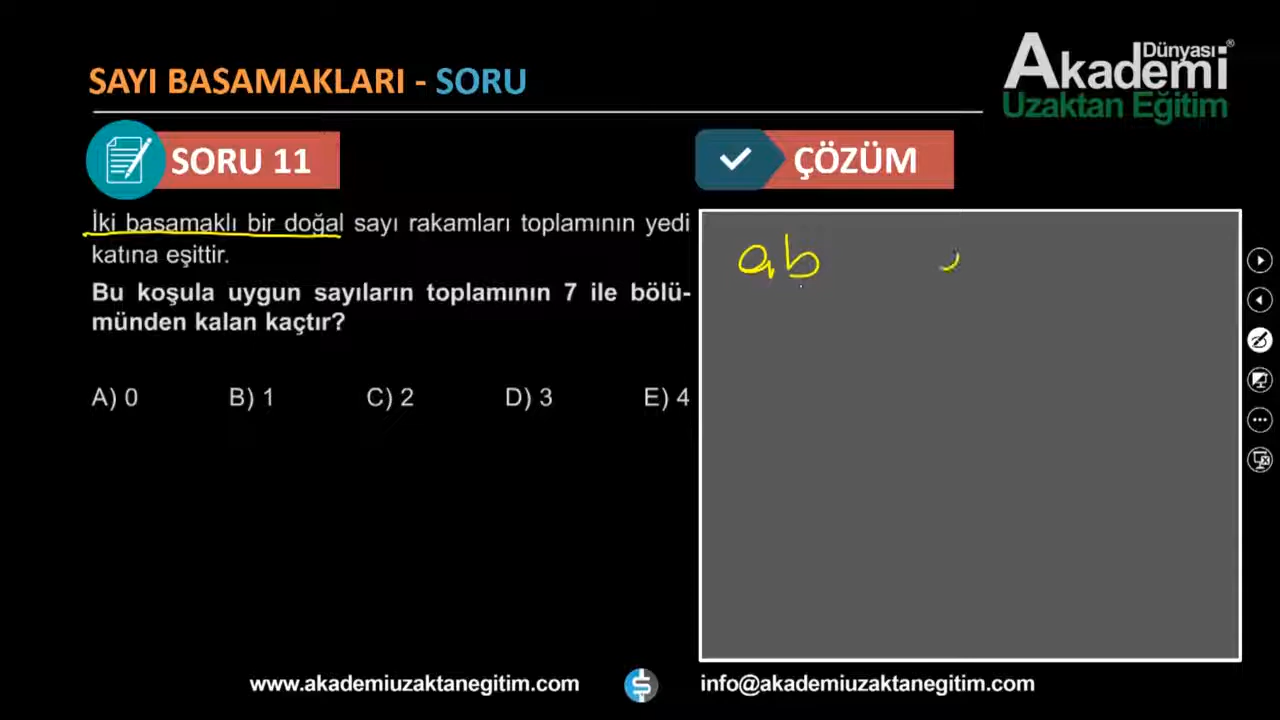 Dünyası
Akademi
Uzaktan Eğitim
SAYI BASAMAKLARI - SORU
SORU 11
İki basamaklı bir doğal sayı rakamları toplamının yedi
katına eşittir.
Bu koşula uygun sayıların toplamının 7 ile bölü-
münden kalan kaçtır?
A) 0 B) 1 C) 2 D) 3 E) 4
ÇÖZÜM
ab
www.akademiuzaktanegitim.com
info@akademiuzaktanegitim.com